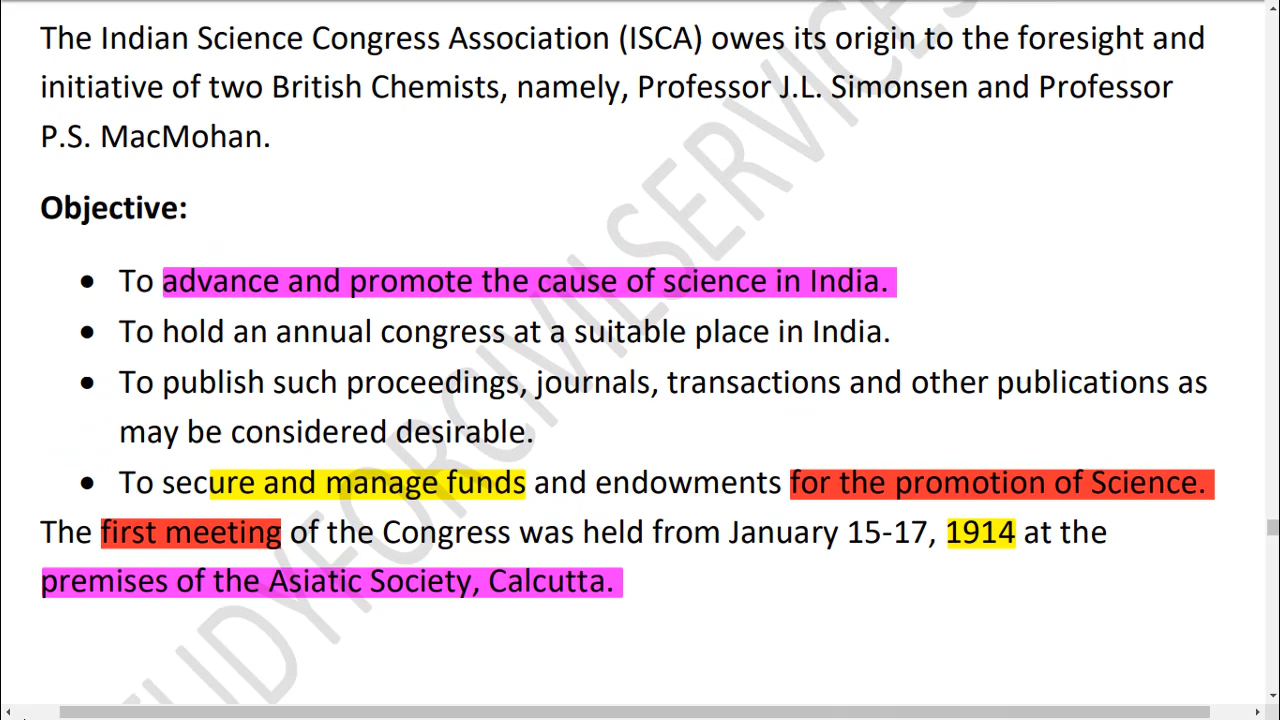 The Indian Science Congress Association (ISCA) owes its origin to the foresight and
initiative of two British Chemists, namely, Professor J.L. Simonsen and Professor
P.S. MacMohan.
Objective:
• To advance and promote the cause of science in India.
• To hold an annual congress at a suitable place in India.
• To publish such proceedings, journals, transactions and other publications as
may be considered desirable.
• To secure and manage funds and endowments for the promotion of Science.
The first meeting of the Congress was held from January 15-17, 1914 at the
premises of the Asiatic Society, Calcutta.
STUDYFORCIVILSERVICES